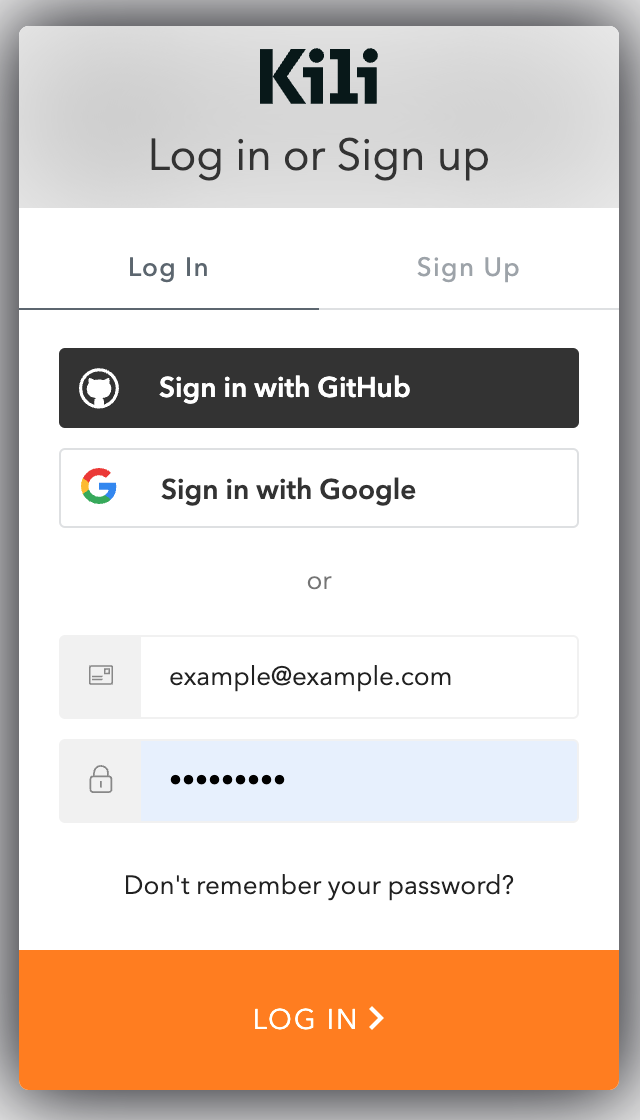 Kili
Log in or Sign up
Log In
Sign Up
Sign in with GitHub
Sign in with Google
or
example@example.com
•••••••••
Don't remember your password?
LOG IN